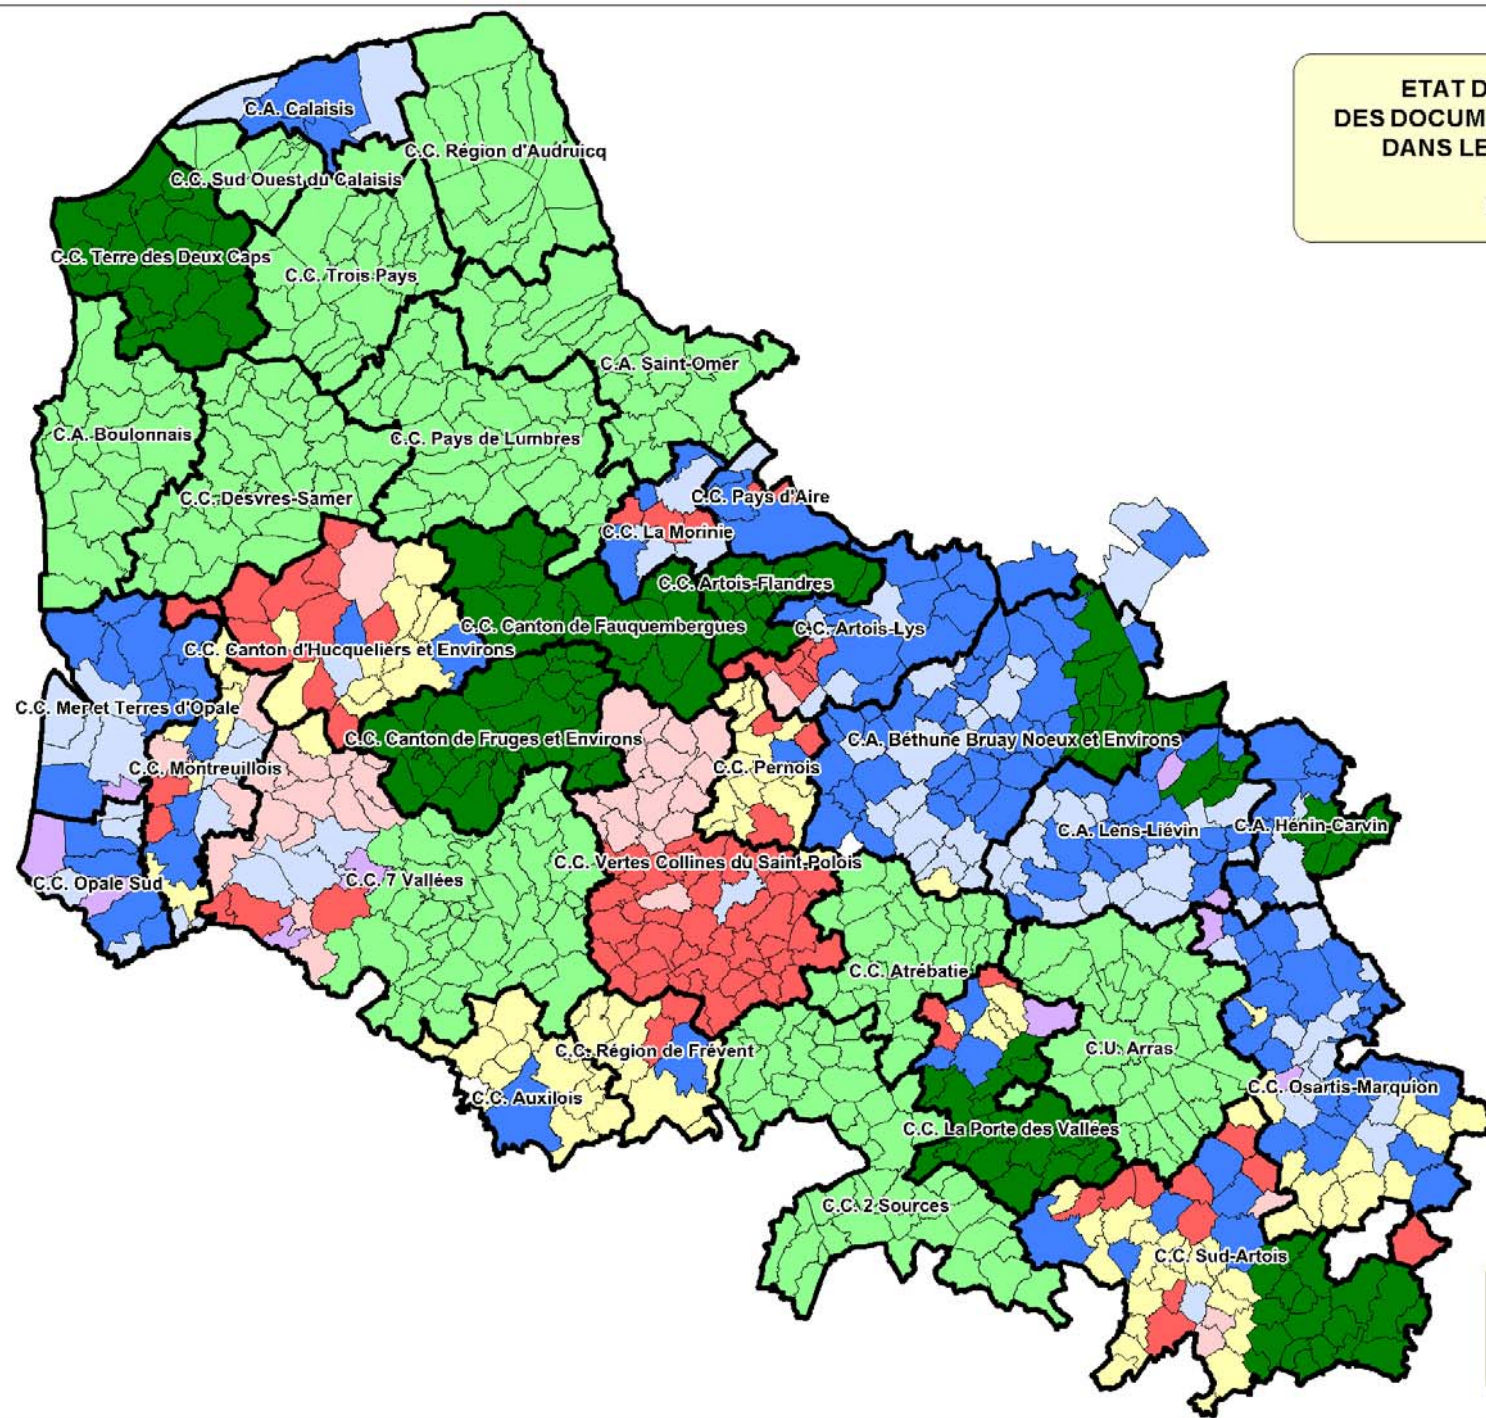 ETAT D
DES DOCUM
DANS LE
C.A. Calaisis
C.C. Région d'Audruicq
C.C. Sud Ouest du Calaisis
C.C. Terre des Deux Caps
C.C. Trois Pays
C.A. Saint-Omer
C.A. Boulonnais
C.C. Pays de Lumbres
C.C. Desvres-Samer
C.C. Pays d'Aire
C.C. La Morinie
C.C. Artois-Flandres
C.C. Canton de Fauquembergues
C.C. Artois-Lys
C.C. Canton d'Hucqueliers et Environs
C.C. Mer et Terres d'Opale
C.C. Canton de Fruges et Environs
C.A. Béthune Bruay Noeux et Environs
C.C. Montreuillois
C.C. Pernois
C.A. Lens-Liévin
C.A. Hénin-Carvin
C.C. Vertes Collines du Saint-Polois
C.C. Opale Sud
C.C. 7 Vallées
C.C. Atrébatie
C.C. Région de Frévent
C.U. Arras
C.C. Osartis-Marquion
C.C. Auxilois
C.C. La Porte des Vallées
C.C. 2 Sources
C.C. Sud-Artois